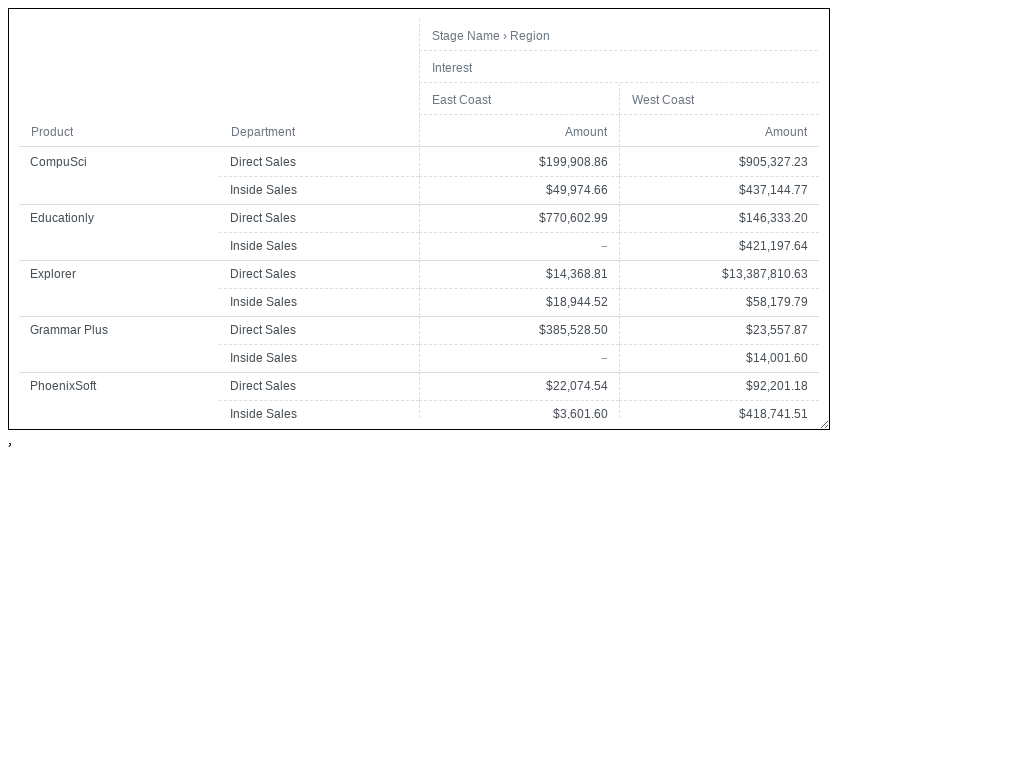 Stage Name › Region
Interest
East Coast West Coast
Product Department Amount Amount
CompuSci Direct Sales $199,908.86 $905,327.23
Inside Sales $49,974.66 $437,144.77
Educationly Direct Sales $770,602.99 $146,333.20
Inside Sales – $421,197.64
Explorer Direct Sales $14,368.81 $13,387,810.63
Inside Sales $18,944.52 $58,179.79
Grammar Plus Direct Sales $385,528.50 $23,557.87
Inside Sales – $14,001.60
PhoenixSoft Direct Sales $22,074.54 $92,201.18
Inside Sales $3,601.60 $418,741.51
,